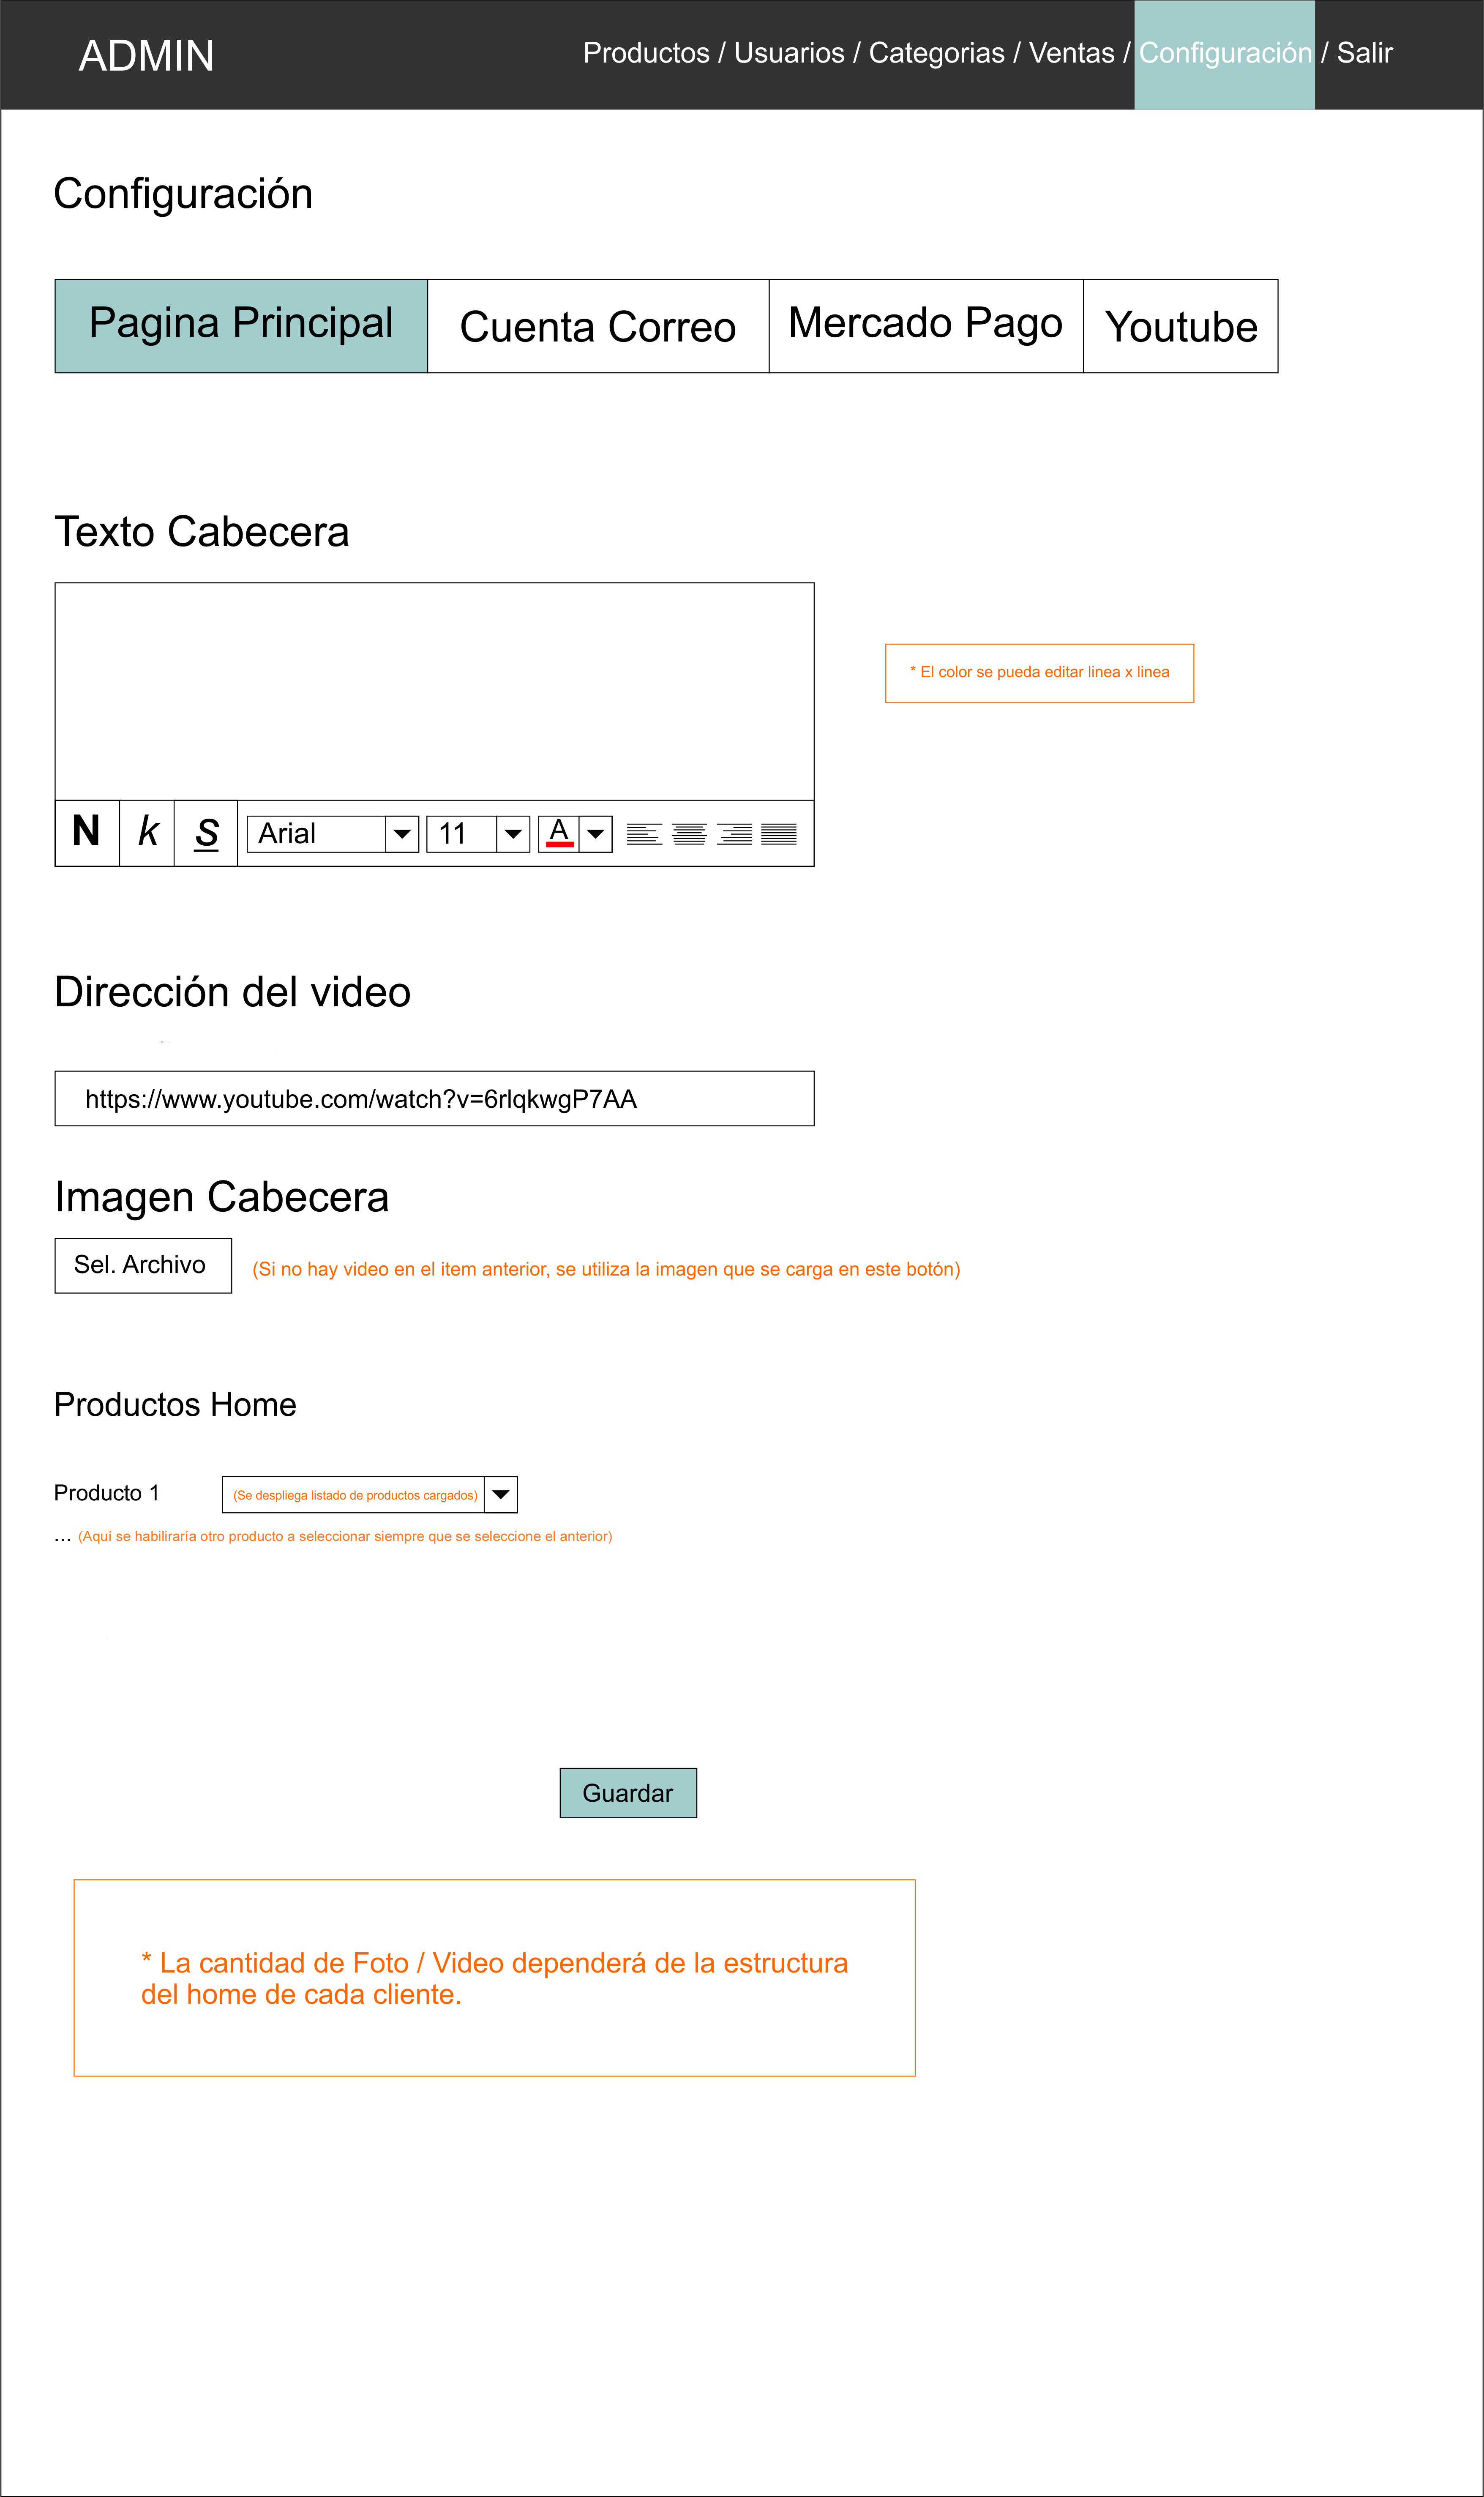 ADMIN
Productos / Usuarios / Categorias / Ventas / Configuración / Salir
Configuración
Pagina Principal
Cuenta Correo
Mercado Pago
Youtube
Texto Cabecera
* El color se pueda editar linea x linea
N k S Arial 11 A
Dirección del video
https://www.youtube.com/watch?v=6rlqkwgP7AA
Imagen Cabecera
Sel. Archivo
(Si no hay video en el item anterior, se utiliza la imagen que se carga en este botón)
Productos Home
Producto 1
(Se despliega listado de productos cargados)
... (Aqui se habiliraría otro producto a seleccionar siempre que se seleccione el anterior)
Guardar
* La cantidad de Foto / Video dependerá de la estructura
del home de cada cliente.